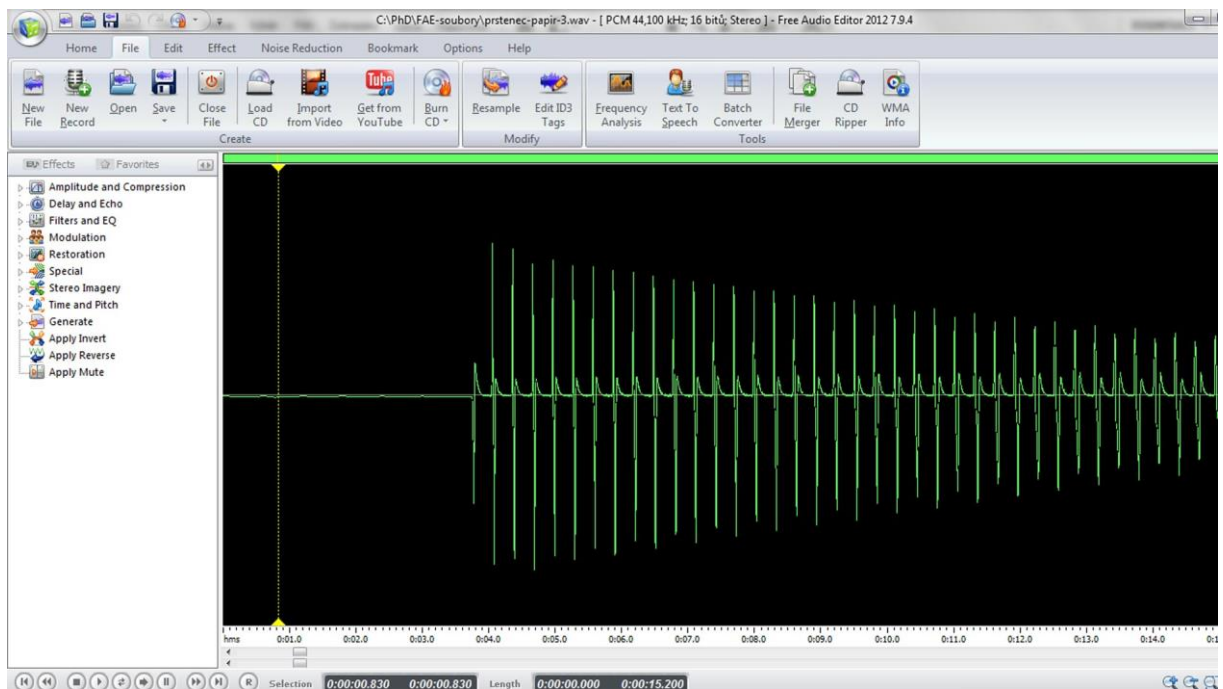 C:\PhD\FAE-soubory\prstenec-papir-3.wav - [ PCM 44,100 kHz; 16 bitů; Stereo ] - Free Audio Editor 2012 7.9.4
Home File Edit Effect Noise Reduction Bookmark Options Help
New File
New Record
Open
Save
Close File
Load CD
Import from Video
Tube
Get from YouTube
Burn CD
Resample
Edit ID3 Tags
Frequency Analysis
Text To Speech
Batch Converter
File Merger
CD Ripper
WMA Info
Create Modify Tools
Effects Favorites
Amplitude and Compression
Delay and Echo
Filters and EQ
Modulation
Restoration
Special
Stereo Imagery
Time and Pitch
Generate
Apply Invert
Apply Reverse
Apply Mute
hms 0:01.0 0:02.0 0:03.0 0:04.0 0:05.0 0:06.0 0:07.0 0:08.0 0:09.0 0:10.0 0:11.0 0:12.0 0:13.0 0:14.0
R Selection 0:00:00.830 0:00:00.830 Length 0:00:00.000 0:00:15.200